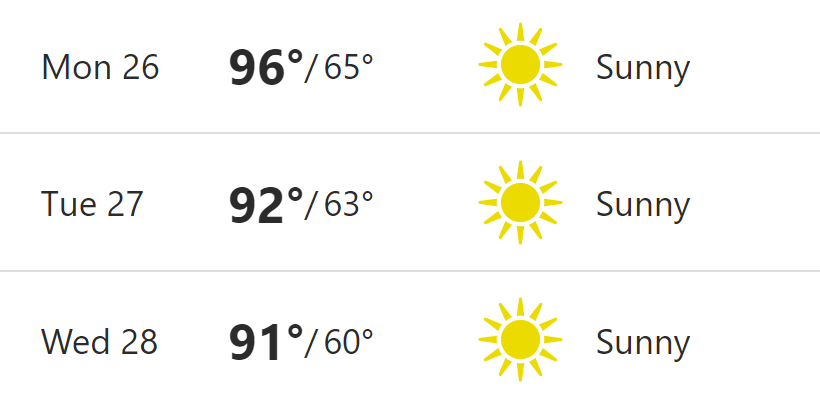 Mon 26 96°/ 65° Sunny
Tue 27 92°/ 63° Sunny
Wed 28 91°/ 60° Sunny